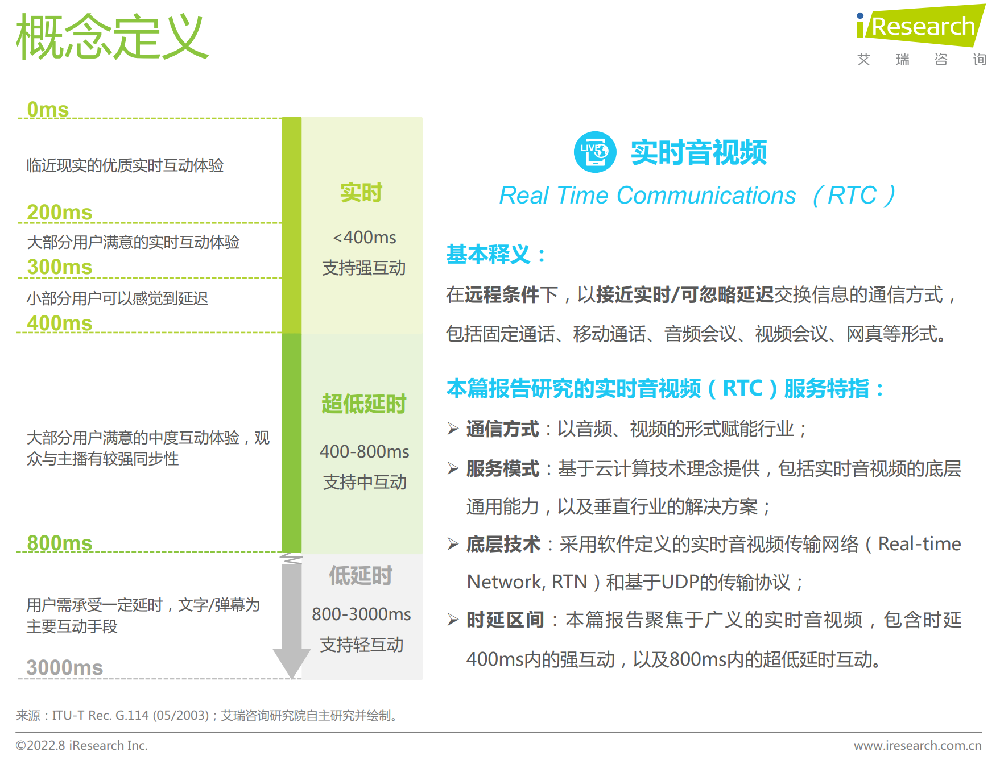 概念定义
iResearch
艾瑞咨询
0ms
临近现实的优质实时互动体验
200ms
大部分用户满意的实时互动体验
300ms
小部分用户可以感觉到延迟
400ms
大部分用户满意的中度互动体验，观
众与主播有较强同步性
800ms
用户需承受一定延时，文字/弹幕为
主要互动手段
3000ms
实时
<400ms
支持强互动
超低延时
400-800ms
支持中互动
低延时
800-3000ms
支持轻互动
LIVE
实时音视频
Real Time Communications （RTC）
基本释义：
在远程条件下，以接近实时/可忽略延迟交换信息的通信方式，
包括固定通话、移动通话、音频会议、视频会议、网真等形式。
本篇报告研究的实时音视频（RTC）服务特指：
➢ 通信方式：以音频、视频的形式赋能行业；
➢ 服务模式：基于云计算技术理念提供，包括实时音视频的底层
通用能力，以及垂直行业的解决方案；
➢ 底层技术：采用软件定义的实时音视频传输网络（Real-time
Network, RTN）和基于UDP的传输协议；
➢ 时延区间：本篇报告聚焦于广义的实时音视频，包含时延
400ms内的强互动，以及800ms内的超低延时互动。
来源：ITU-T Rec. G.114 (05/2003)；艾瑞咨询研究院自主研究并绘制。
©2022.8 iResearch Inc.
www.iresearch.com.cn